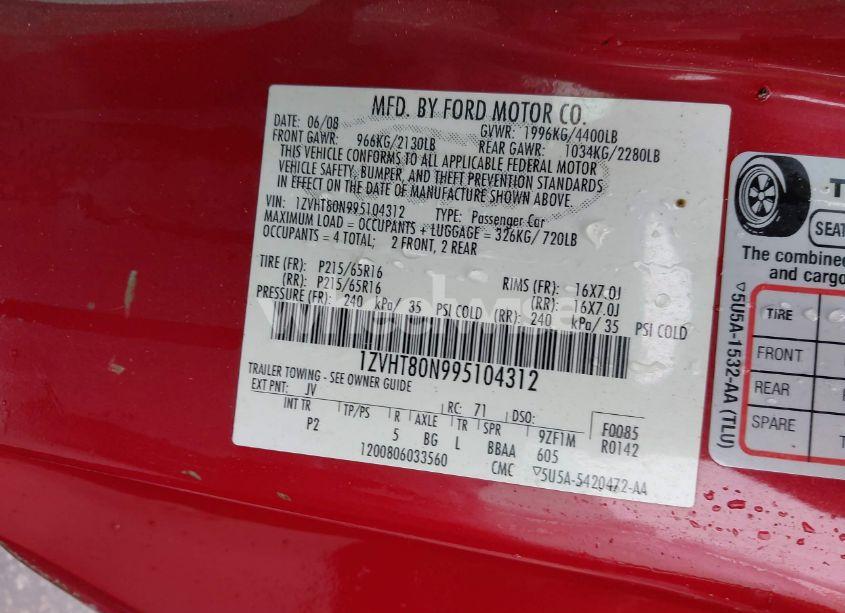 MFD. BY FORD MOTOR CO.
DATE: 06/08 GVWR: 1996KG/4400LB
FRONT GAWR: 966KG/2130LB REAR GAWR: 1034KG/2280LB
THIS VEHICLE CONFORMS TO ALL APPLICABLE FEDERAL MOTOR
VEHICLE SAFETY, BUMPER, AND THEFT PREVENTION STANDARDS
IN EFFECT ON THE DATE OF MANUFACTURE SHOWN ABOVE.
VIN: 1ZVHT80N995104312 TYPE: Passenger Car
MAXIMUM LOAD = OCCUPANTS + LUGGAGE = 326KG/ 720LB
OCCUPANTS = 4 TOTAL; 2 FRONT, 2 REAR
TIRE (FR): P215/65R16 RIMS (FR): 16X7.0J
(RR): P215/65R16 (RR): 16X7.0J
PRESSURE (FR): 240 kPa/ 35 PSI COLD (RR): 240 kPa/ 35 PSI COLD
1ZVHT80N995104312
TRAILER TOWING - SEE OWNER GUIDE
EXT PNT: JV RC: 71 DSO:
INT TR TP/PS R AXLE TR SPR 9ZF1M F0085
P2 5 BG L BBAA 605 R0142
1200806033560 CMC ▽5U5A-5420472-AA
T
SEAT
The combined
and cargo
TIRE
FRONT
REAR
SPARE
T
▽5U5A-1532-AA (TLU)
wheelwise